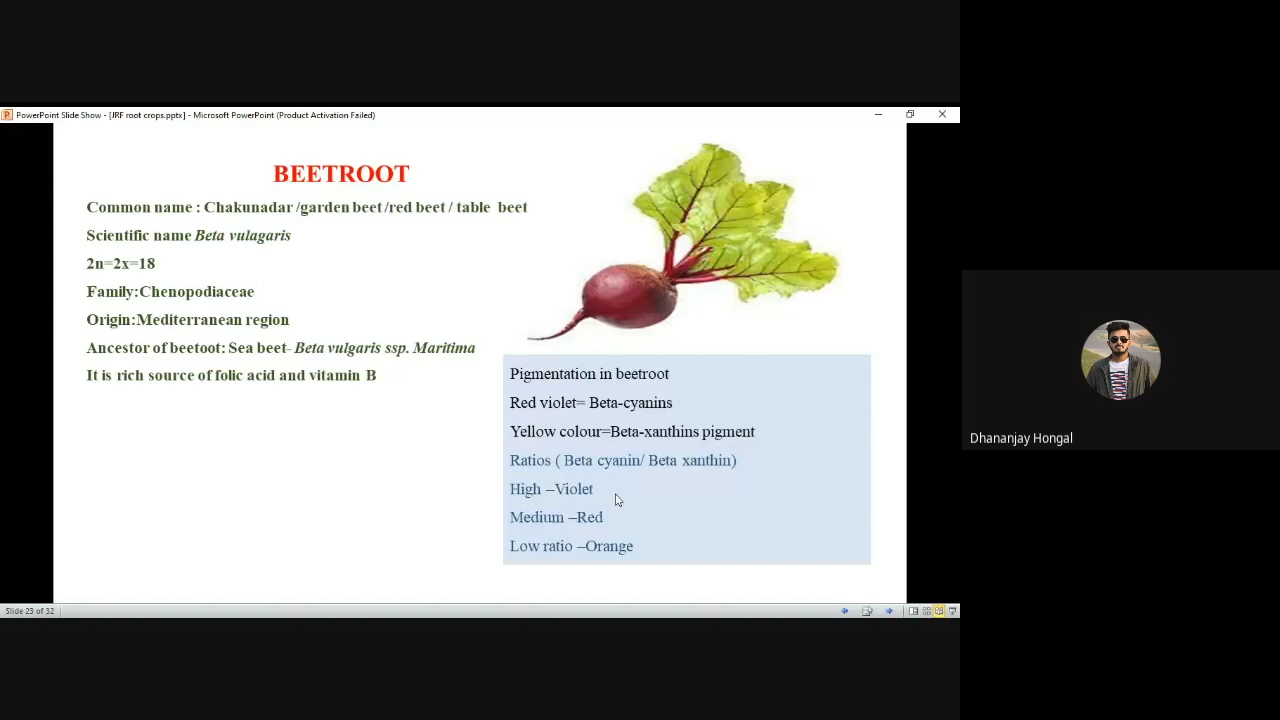 PowerPoint Slide Show - [JRF root crops.pptx] - Microsoft PowerPoint (Product Activation Failed)
BEETROOT
Common name : Chakunadar /garden beet /red beet / table beet
Scientific name Beta vulagaris
2n=2x=18
Family:Chenopodiaceae
Origin:Mediterranean region
Ancestor of beetoot: Sea beet- Beta vulgaris ssp. Maritima
It is rich source of folic acid and vitamin B
Pigmentation in beetroot
Red violet= Beta-cyanins
Yellow colour=Beta-xanthins pigment
Ratios ( Beta cyanin/ Beta xanthin)
High –Violet
Medium –Red
Low ratio –Orange
Dhananjay Hongal
Slide 23 of 32